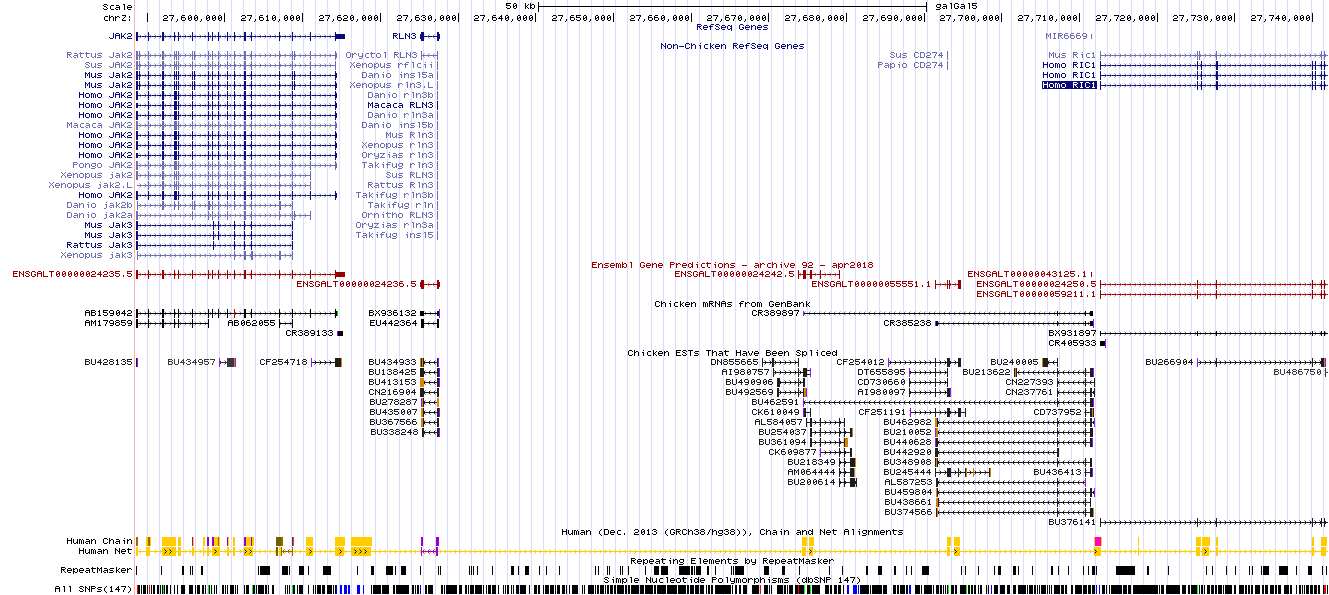 Scale 50 kb galGal5
chrZ: 27,600,000 27,610,000 27,620,000 27,630,000 27,640,000 27,650,000 27,660,000 27,670,000 27,680,000 27,690,000 27,700,000 27,710,000 27,720,000 27,730,000 27,740,000
RefSeq Genes
JAK2 RLN3 MIR6669
Non-Chicken RefSeq Genes
Rattus Jak2 Oryctol RLN3 Sus CD274 Mus Ric1
Sus JAK2 Xenopus rflcii Papio CD274 Homo RIC1
Mus Jak2 Danio ins15a Homo RIC1
Mus Jak2 Xenopus rln3.L Homo RIC1
Homo JAK2 Danio rln3b
Homo JAK2 Macaca RLN3
Homo JAK2 Danio rln3a
Macaca JAK2 Danio ins15b
Homo JAK2 Mus Rln3
Homo JAK2 Xenopus rln3
Homo JAK2 Oryzias rln3
Pongo JAK2 Takifug rln3
Xenopus jak2 Sus RLN3
Xenopus jak2.L Rattus Rln3
Homo JAK2 Takifug rln3b
Danio jak2b Takifug rln
Danio jak2a Ornitho RLN3
Mus Jak3 Oryzias rln3a
Mus Jak3 Takifug ins15
Rattus Jak3
Xenopus jak3
Ensembl Gene Predictions - archive 92 - apr2018
ENSGALT00000024235.5 ENSGALT00000024242.5 ENSGALT00000043125.1
ENSGALT00000024236.5 ENSGALT00000055551.1 ENSGALT00000024250.5
ENSGALT00000059211.1
Chicken mRNAs from GenBank
AB159042 BX936132 CR389897
AM179859 AB062055 EU442364 CR385238
CR389133 BX931897
CR405933
Chicken ESTs That Have Been Spliced
BU428135 BU434957 CF254718 BU434933 DN855665 CF254012 BU240005 BU266904
BU138425 AI980757 DT655895 BU213622 BU486750
BU413153 BU490906 CD730660 CN227393
CN216904 BU492569 AI980097 CN237761
BU278287 BU462591
BU435007 CK610049 CF251191 CD737952
BU367566 AL584057 BU462982
BU338248 BU254037 BU210052
BU361094 BU440628
CK609877 BU442920
BU218349 BU348908
AM064444 BU245444 BU436413
BU200614 AL587253
BU459804
BU438661
BU374566
BU376141
Human (Dec. 2013 (GRCh38/hg38)), Chain and Net Alignments
Human Chain
Human Net
Repeating Elements by RepeatMasker
RepeatMasker
Simple Nucleotide Polymorphisms (dbSNP 147)
All SNPs(147)